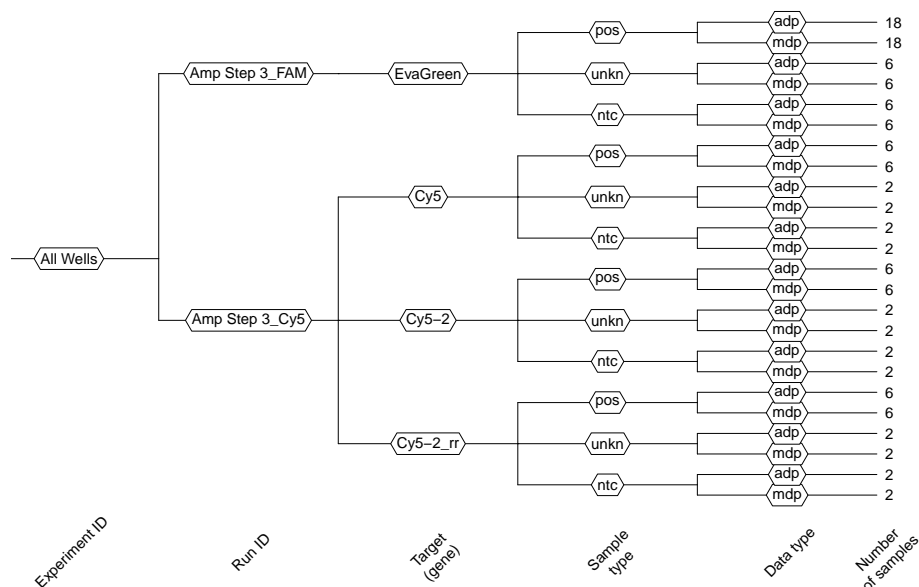 adp 18
pos
mdp 18
adp 6
Amp Step 3_FAM EvaGreen unkn
mdp 6
adp 6
ntc
mdp 6
adp 6
pos
mdp 6
adp 2
Cy5 unkn
mdp 2
adp 2
ntc
mdp 2
All Wells
adp 6
pos
mdp 6
adp 2
Amp Step 3_Cy5 Cy5−2 unkn
mdp 2
adp 2
ntc
mdp 2
adp 6
pos
mdp 6
adp 2
Cy5−2_rr unkn
mdp 2
adp 2
ntc
mdp 2
Experiment ID
Run ID
Target
(gene)
Sample
type
Data type
Number
of samples